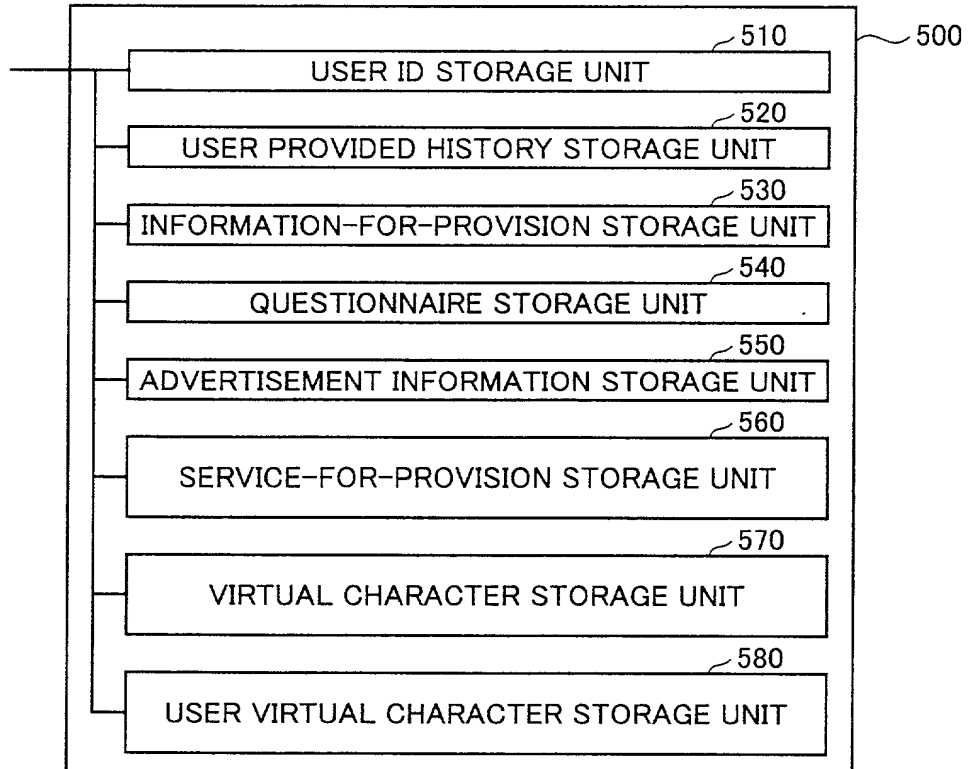 510
500
USER ID STORAGE UNIT
520
USER PROVIDED HISTORY STORAGE UNIT
530
INFORMATION-FOR-PROVISION STORAGE UNIT
540
QUESTIONNAIRE STORAGE UNIT
550
ADVERTISEMENT INFORMATION STORAGE UNIT
560
SERVICE-FOR-PROVISION STORAGE UNIT
570
VIRTUAL CHARACTER STORAGE UNIT
580
USER VIRTUAL CHARACTER STORAGE UNIT